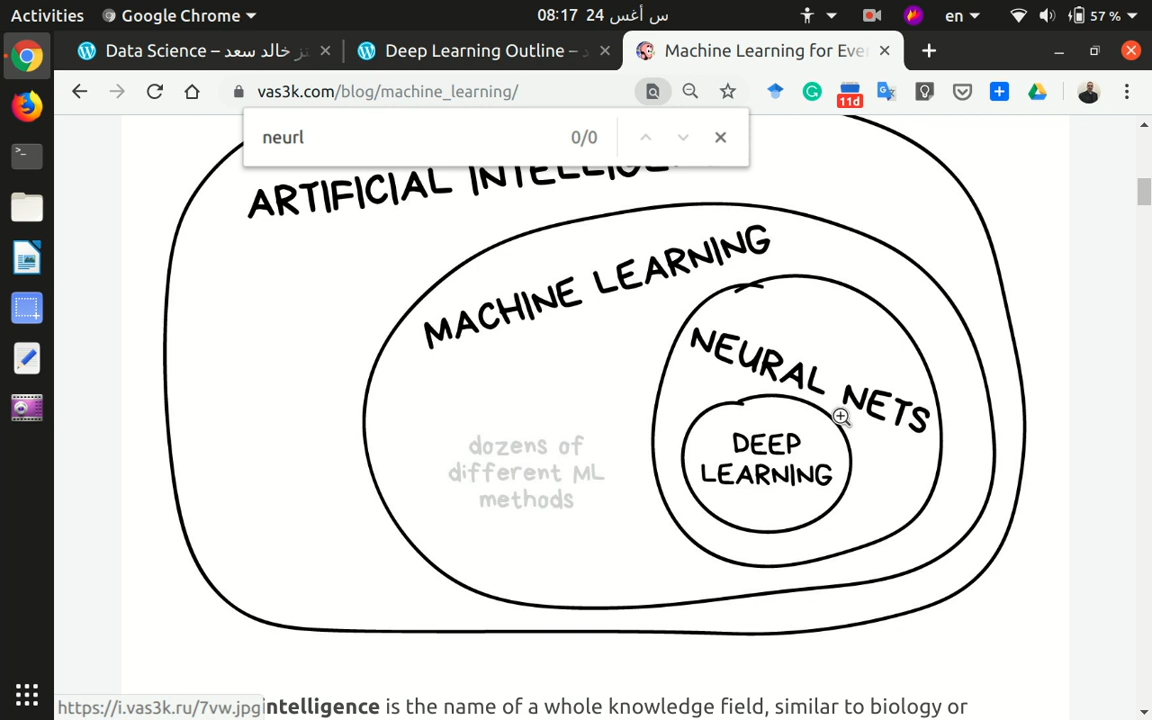 Activities
Google Chrome
08:17 24 س أغس
en
57 %
Data Science – نز خالد سعد
Deep Learning Outline –
Machine Learning for Eve
vas3k.com/blog/machine_learning/
11d
neurl
0/0
ARTIFICIAL
MACHINE LEARNING
NEURAL NETS
DEEP
LEARNING
dozens of
different ML
methods
https://i.vas3k.ru/7vw.jpg
intelligence is the name of a whole knowledge field, similar to biology or